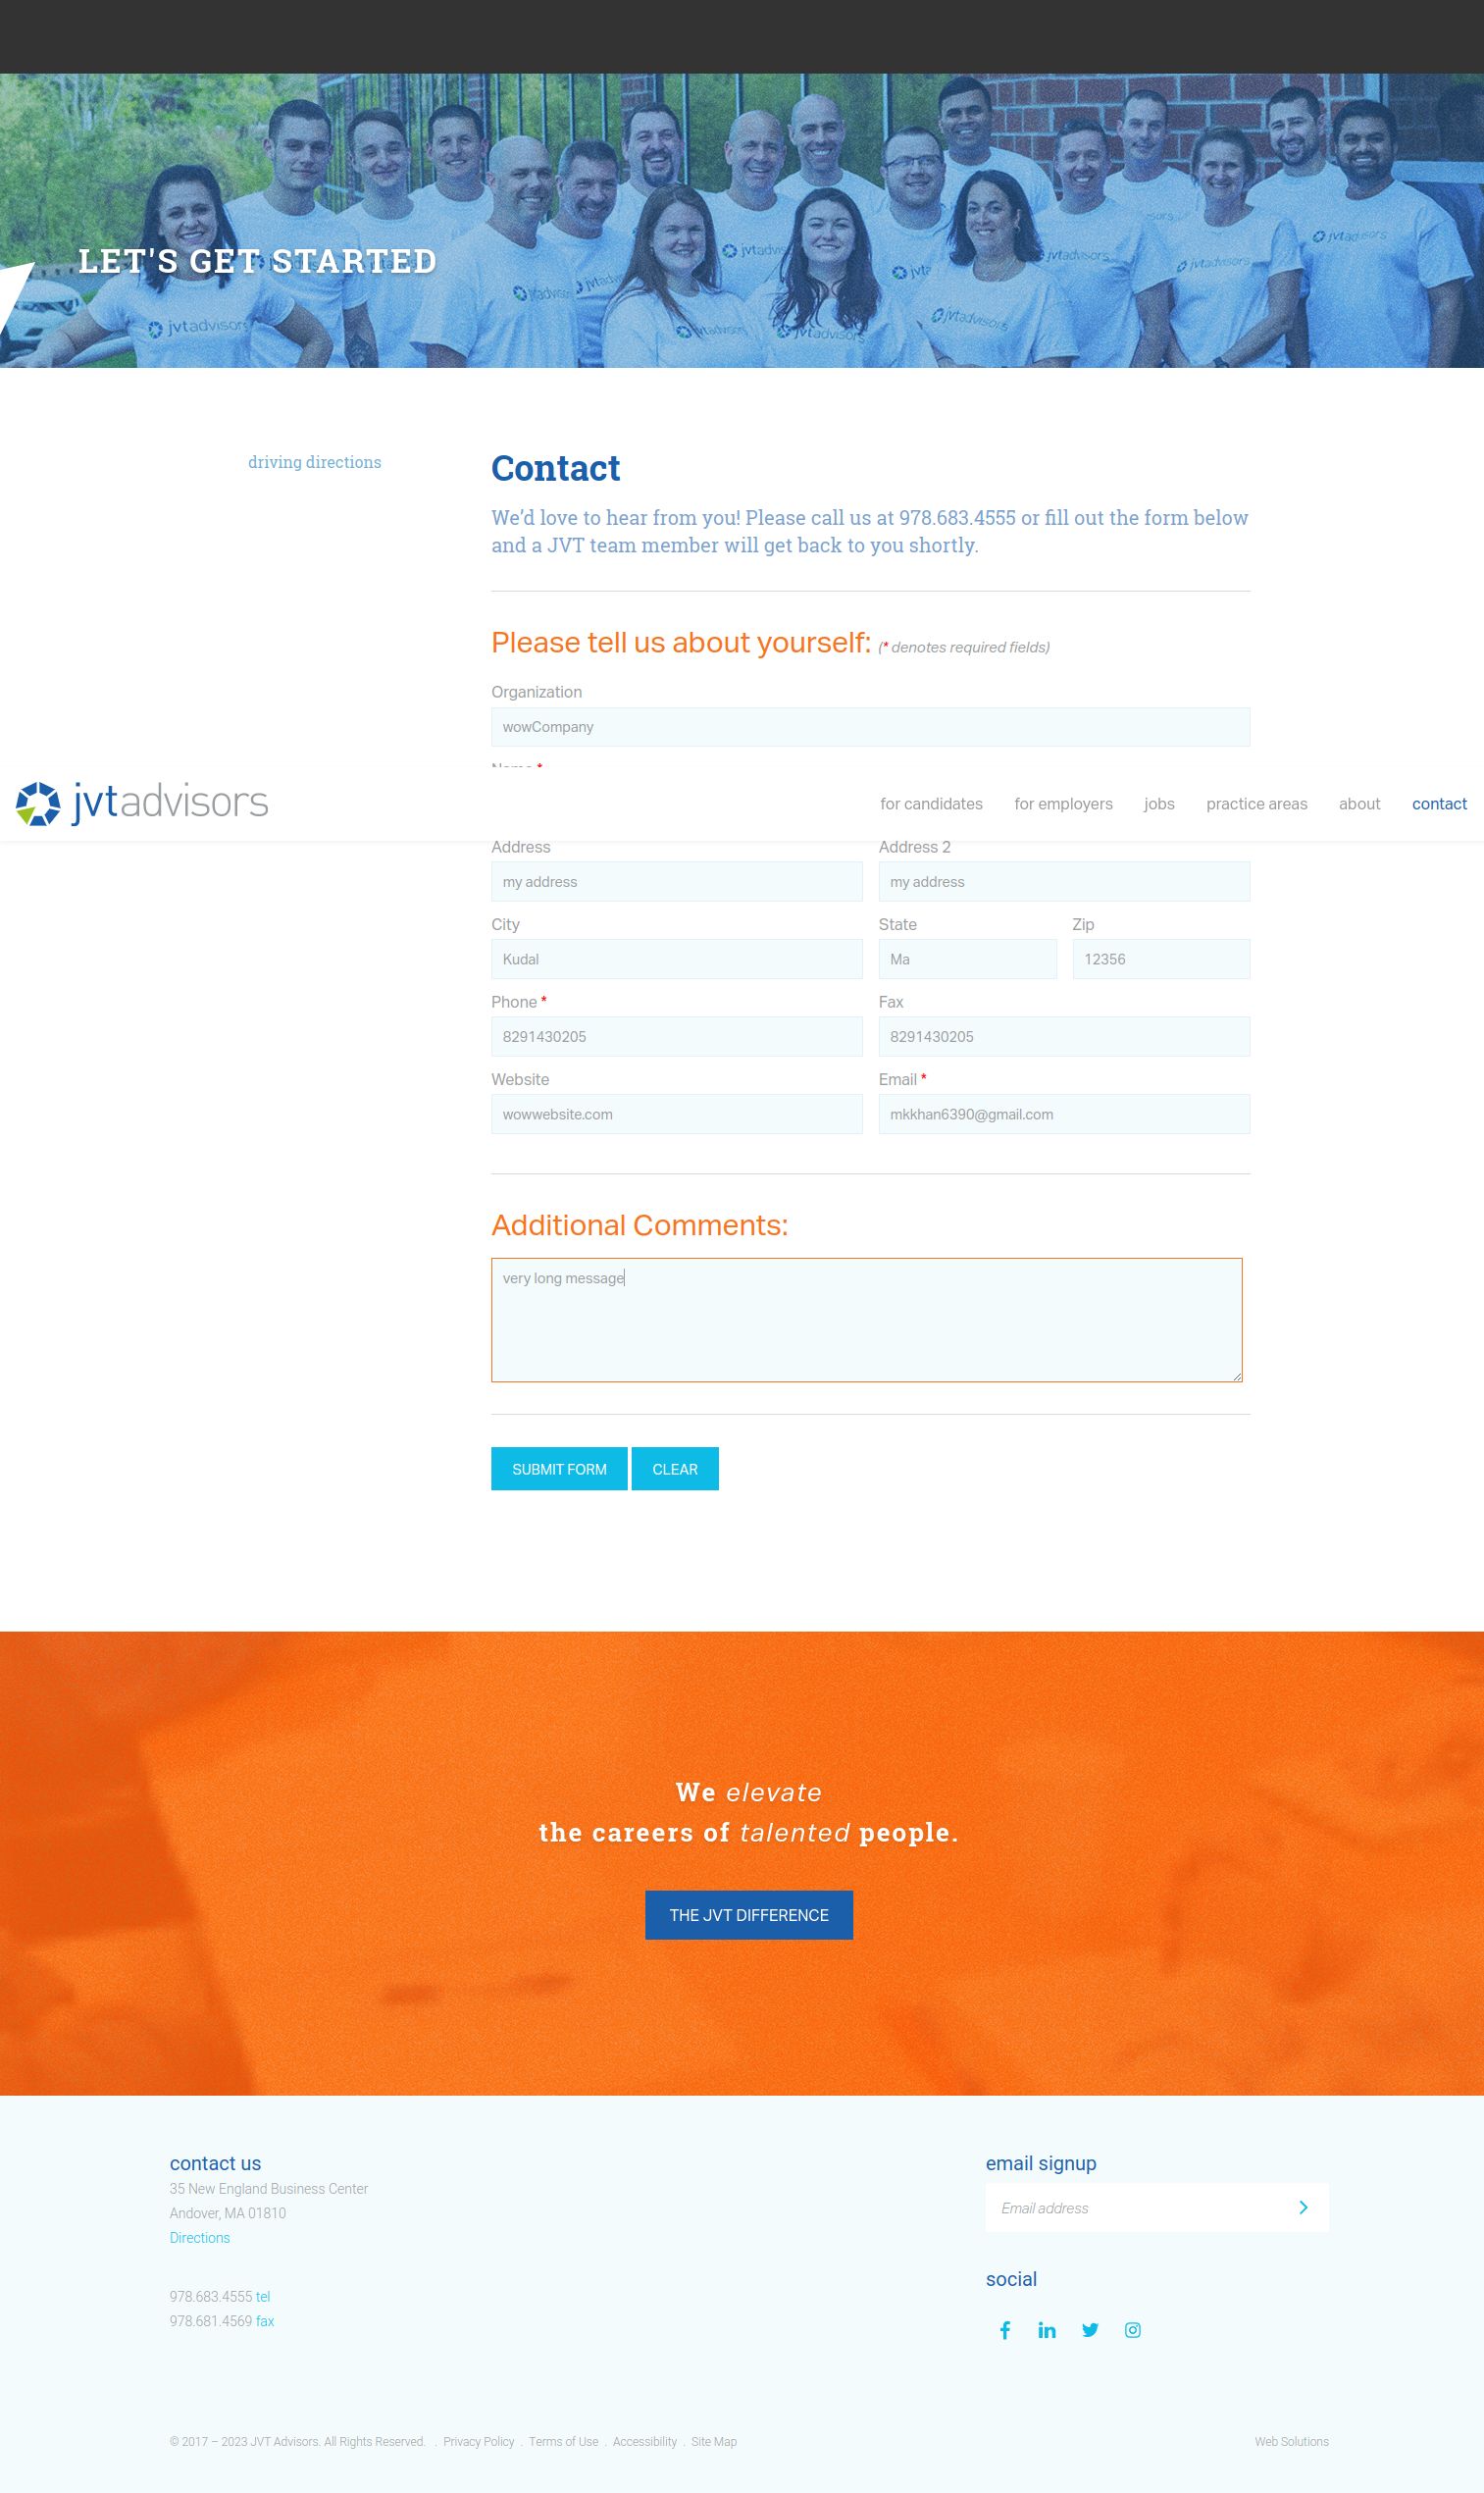 LET'S GET STARTED
jvtadvisors
jvtadvisors
jvtadvisors
jvtadvisors
jvtadvisors
jvtadvisors
driving directions
Contact
We’d love to hear from you! Please call us at 978.683.4555 or fill out the form below
and a JVT team member will get back to you shortly.
Please tell us about yourself: (* denotes required fields)
Organization
wowCompany
jvtadvisors
for candidates for employers jobs practice areas about contact
Address Address 2
my address my address
City State Zip
Kudal Ma 12356
Phone * Fax
8291430205 8291430205
Website Email *
wowwebsite.com mkkhan6390@gmail.com
Additional Comments:
very long message
SUBMIT FORM CLEAR
We elevate
the careers of talented people.
THE JVT DIFFERENCE
contact us
35 New England Business Center
Andover, MA 01810
Directions
978.683.4555 tel
978.681.4569 fax
email signup
Email address
social
© 2017 – 2023 JVT Advisors. All Rights Reserved. . Privacy Policy . Terms of Use . Accessibility . Site Map
Web Solutions